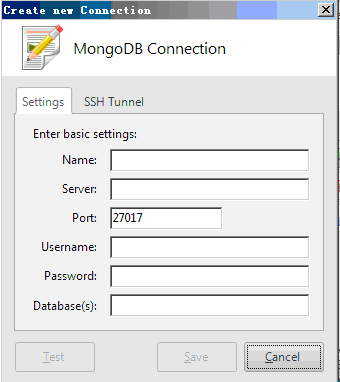 Create new Connection
MongoDB Connection
Settings SSH Tunnel
Enter basic settings:
Name:
Server:
Port: 27017
Username:
Password:
Database(s):
Test Save Cancel